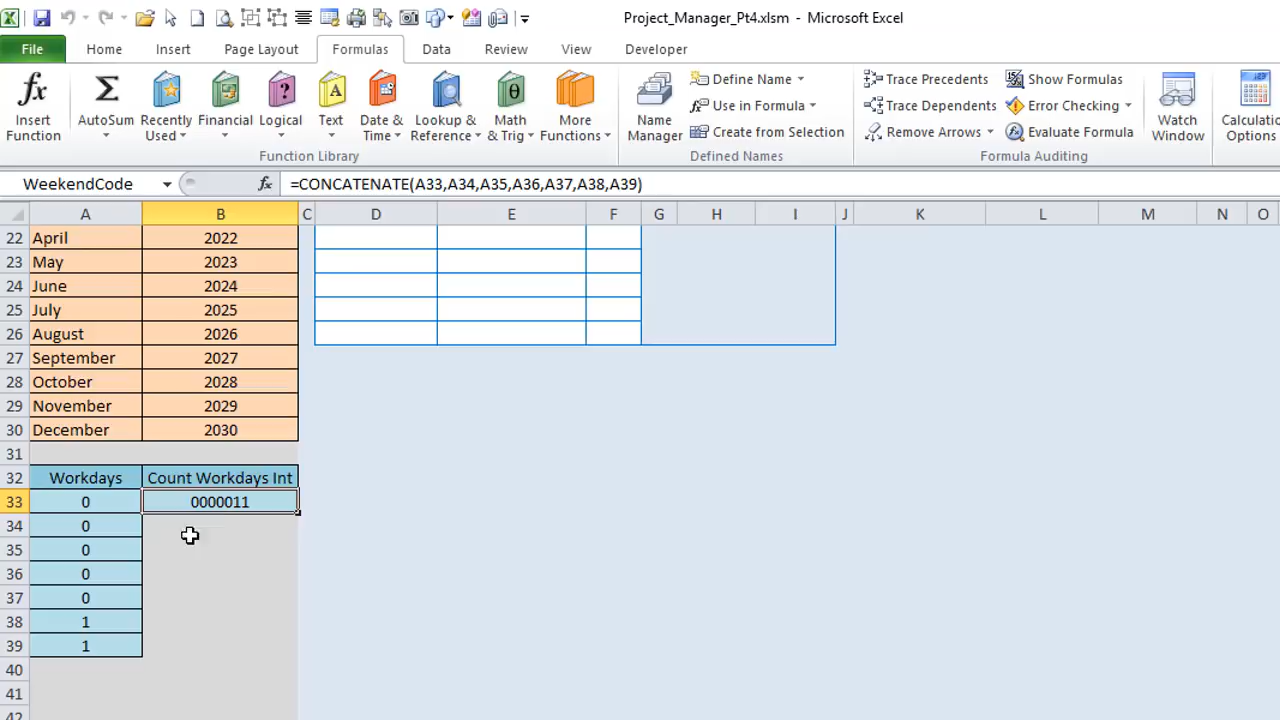 Project_Manager_Pt4.xlsm - Microsoft Excel
File Home Insert Page Layout Formulas Data Review View Developer
fx Insert Function
Σ AutoSum
Recently Used
Financial
? Logical
A Text
Date & Time
Lookup & Reference
θ Math & Trig
More Functions
Function Library
Name Manager
Define Name
Use in Formula
Create from Selection
Defined Names
Trace Precedents
Trace Dependents
Remove Arrows
Show Formulas
Error Checking
Evaluate Formula
Formula Auditing
Watch Window
Calculatio
Options
WeekendCode fx =CONCATENATE(A33,A34,A35,A36,A37,A38,A39)
A B C D E F G H I J K L M N O
22 April 2022
23 May 2023
24 June 2024
25 July 2025
26 August 2026
27 September 2027
28 October 2028
29 November 2029
30 December 2030
31
32 Workdays Count Workdays Int
33 0 0000011
34 0
35 0
36 0
37 0
38 1
39 1
40
41
42